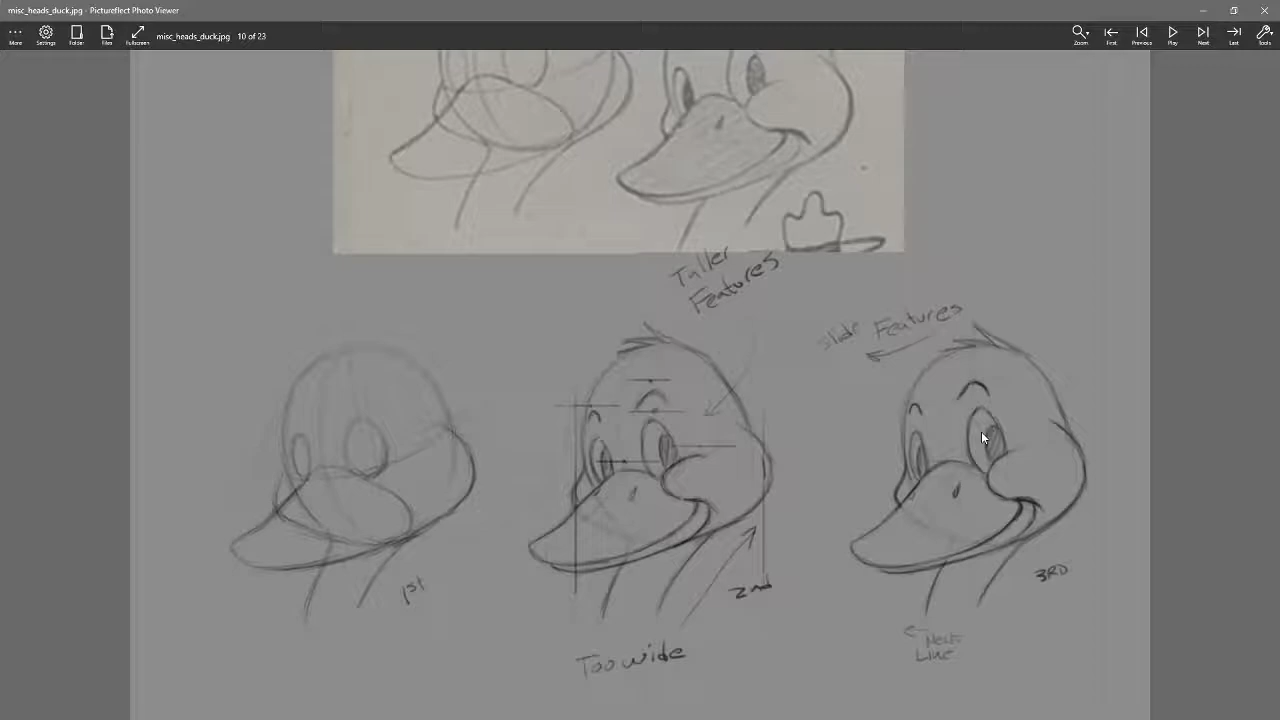 misc_heads_duck.jpg - Pictureflect Photo Viewer
More
Settings
Folder
Files
Fullscreen
misc_heads_duck.jpg
10 of 23
Zoom
First
Previous
Play
Next
Last
Tools
Taller
Features
Slide Features
1st
2nd
3RD
Too wide
Neck
Line